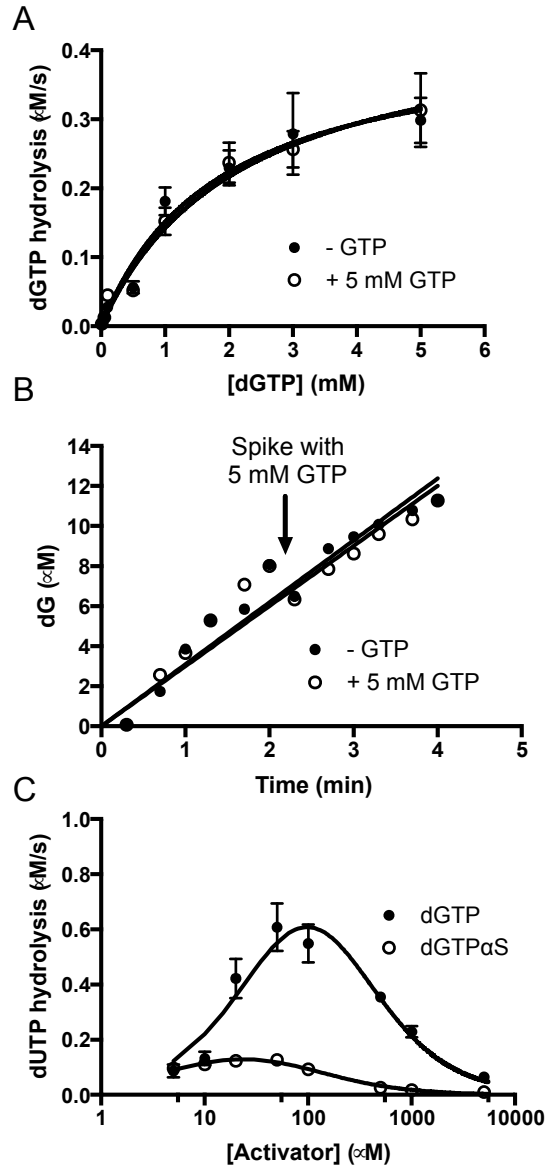 A
dGTP hydrolysis (∝M/s)
0.4
0.3
0.2
0.1
0.0
0 1 2 3 4 5 6
[dGTP] (mM)
- GTP
+ 5 mM GTP
B
Spike with
5 mM GTP
dG (∝M)
14
12
10
8
6
4
2
0
0 1 2 3 4 5
Time (min)
- GTP
+ 5 mM GTP
C
dUTP hydrolysis (∝M/s)
1.0
0.8
0.6
0.4
0.2
0.0
1 10 100 1000 10000
[Activator] (∝M)
dGTP
dGTPαS